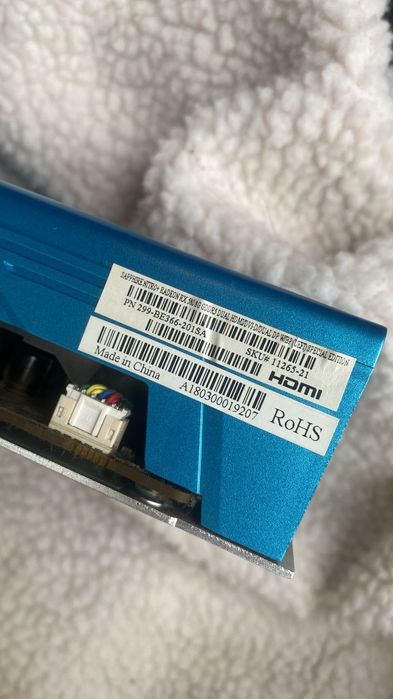 SAPPHIRE NITRO+ RADEON RX 580 8G GDDR5 DUAL HDMI/DVI-D/DUAL DP W/BP (UEFI) SPECIAL EDITION
PN 299-BE366-201SA SKU# 11265-21
HDMI
Made in China A180300019207 RoHS